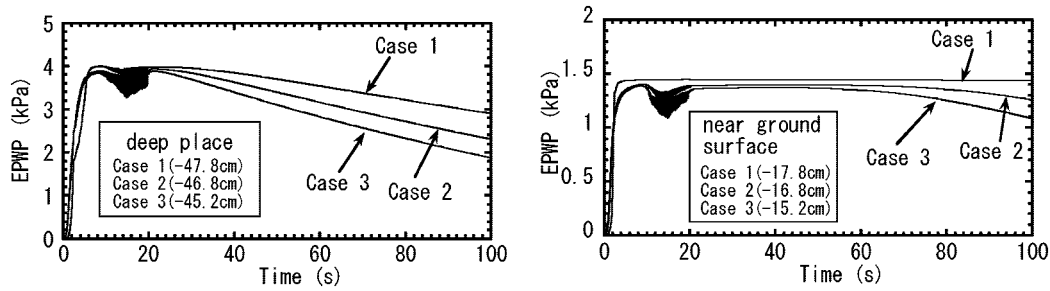 5
4
3
2
1
0
EPWP (kPa)
Case 1
deep place
Case 1(-47.8cm)
Case 2(-46.8cm)
Case 3(-45.2cm)
Case 3
Case 2
0 20 40 60 80 100
Time (s)
2
1.5
1
0.5
0
EPWP (kPa)
Case 1
near ground
surface
Case 1(-17.8cm)
Case 2(-16.8cm)
Case 3(-15.2cm)
Case 3
Case 2
0 20 40 60 80 100
Time (s)